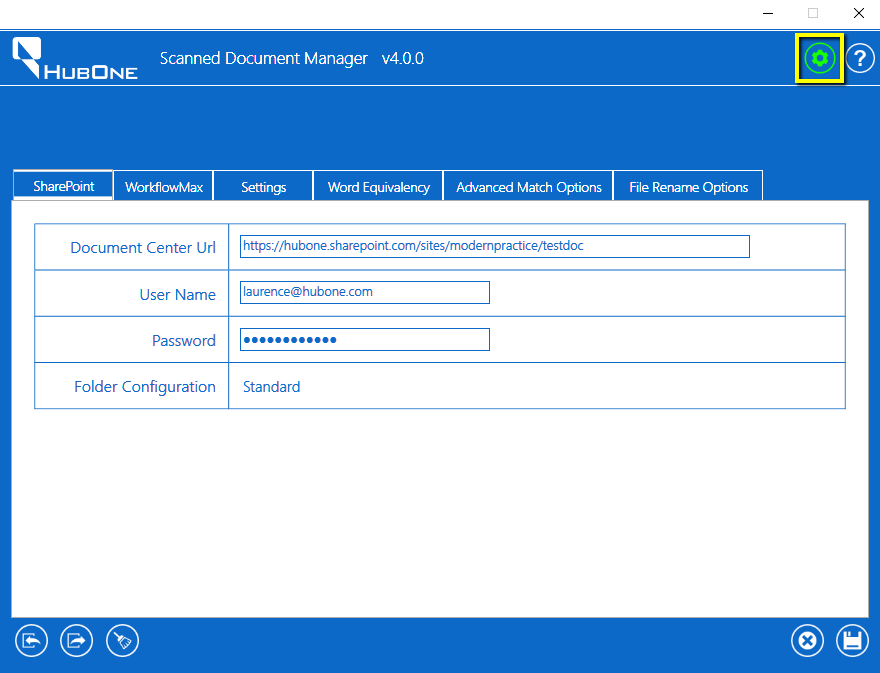 HUBONE
Scanned Document Manager v4.0.0
?
SharePoint WorkflowMax Settings Word Equivalency Advanced Match Options File Rename Options
Document Center Url https://hubone.sharepoint.com/sites/modernpractice/testdoc
User Name laurence@hubone.com
Password ●●●●●●●●●●●●
Folder Configuration Standard